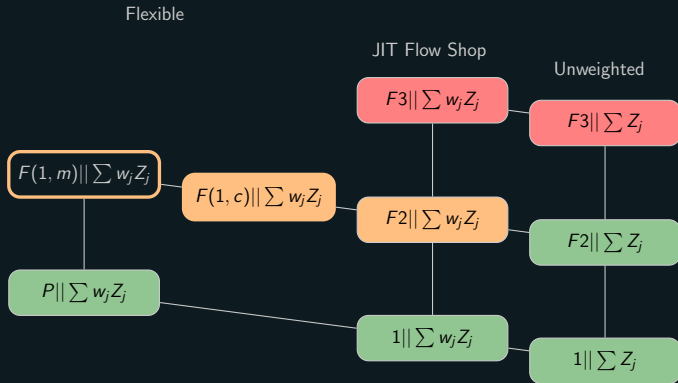 Flexible
JIT Flow Shop
Unweighted
F3||∑ w_jZ_j
F3||∑ Z_j
F(1, m)||∑ w_jZ_j
F(1, c)||∑ w_jZ_j
F2||∑ w_jZ_j
F2||∑ Z_j
P||∑ w_jZ_j
1||∑ w_jZ_j
1||∑ Z_j